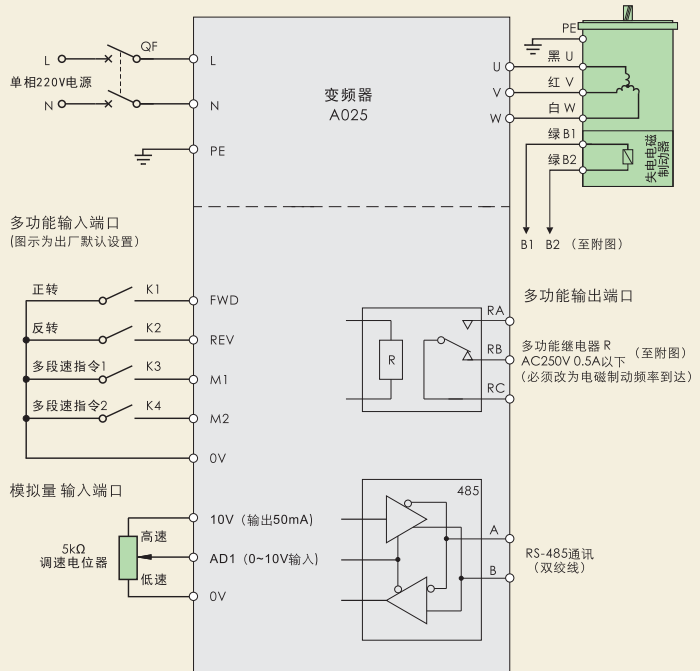 QF
L
单相220V电源
N
L
N
PE
变频器
A025
U
V
W
PE
黑 U
红 V
白 W
绿 B1
绿 B2
失电电磁
制动器
B1 B2 (至附图)
多功能输入端口
(图示为出厂默认设置)
正转 K1 FWD
反转 K2 REV
多段速指令1 K3 M1
多段速指令2 K4 M2
0V
多功能输出端口
RA
RB
RC
R
多功能继电器 R
AC250V 0.5A以下 (至附图)
(必须改为电磁制动频率到达)
模拟量 输入端口
5kΩ
调速电位器
高速
低速
10V (输出50mA)
AD1 (0~10V输入)
0V
485
A
B
RS-485通讯
(双绞线)